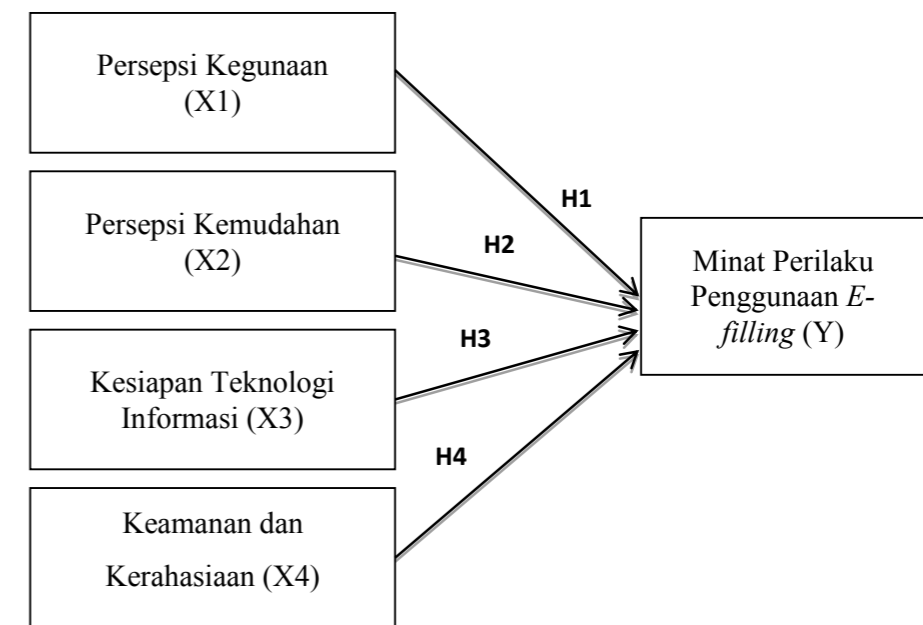 Persepsi Kegunaan
(X1)
H1
Persepsi Kemudahan
(X2)
H2
Minat Perilaku
Penggunaan E-
filling (Y)
H3
Kesiapan Teknologi
Informasi (X3)
H4
Keamanan dan
Kerahasiaan (X4)